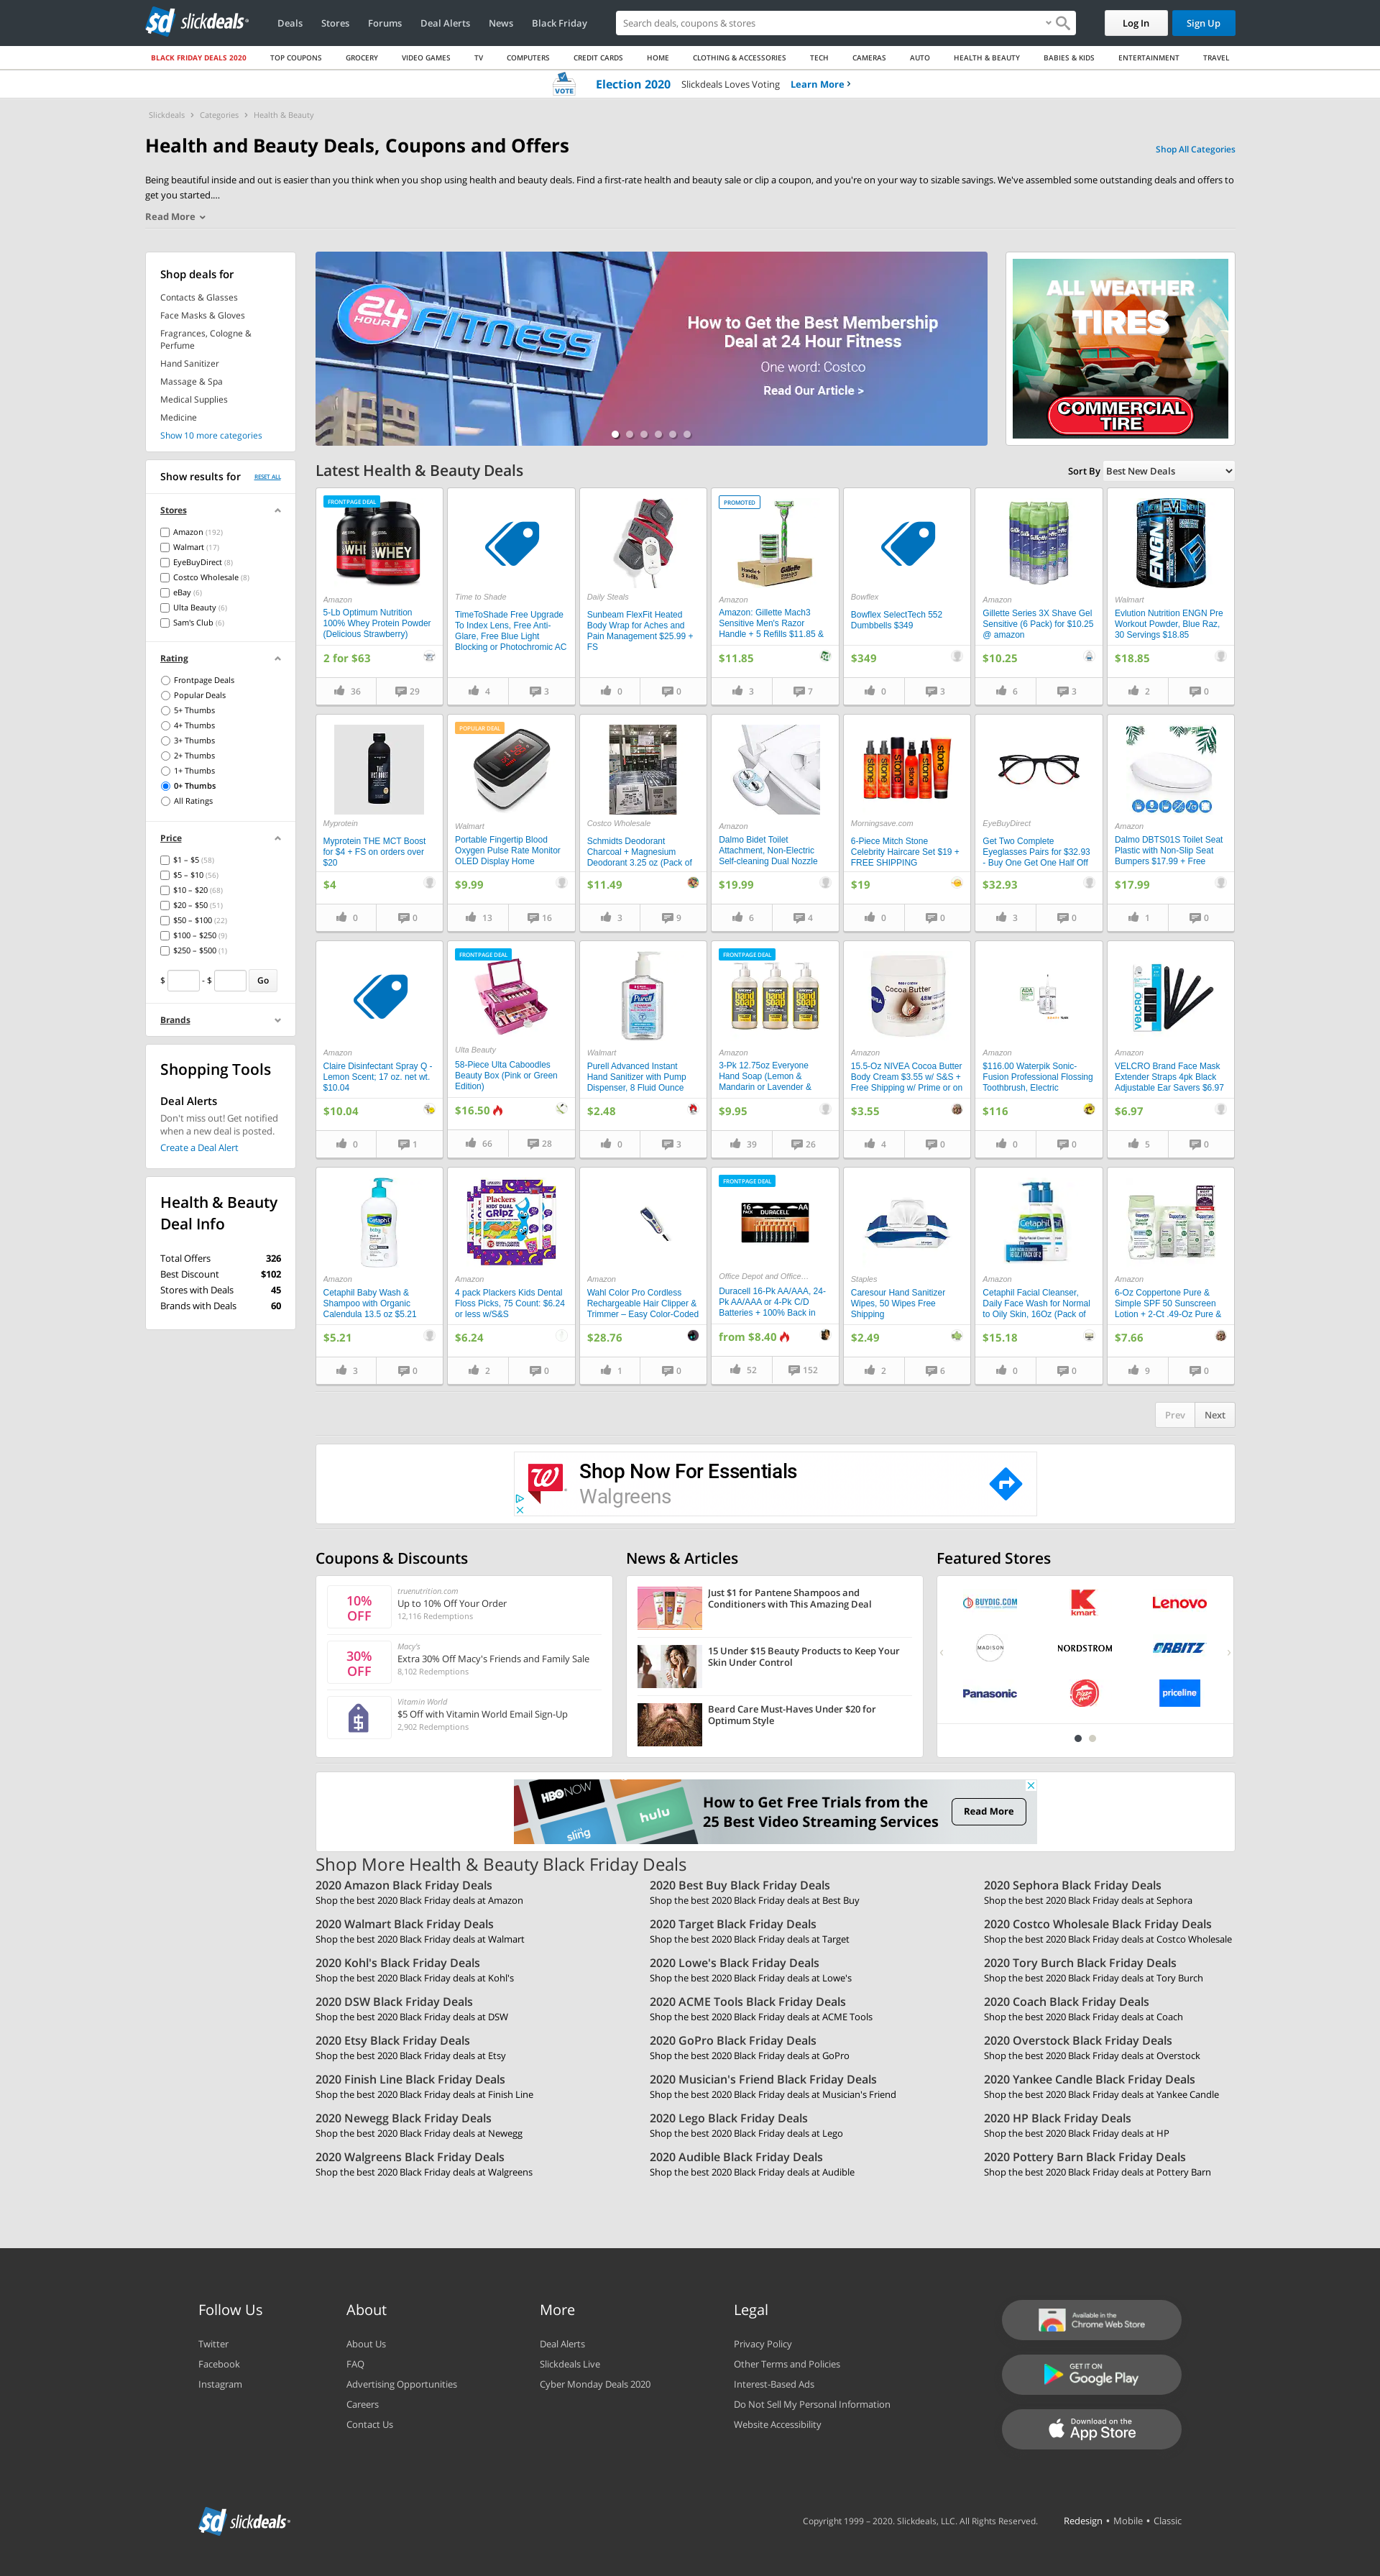 slickdeals
Deals Stores Forums Deal Alerts News Black Friday
Search deals, coupons & stores
Log In
Sign Up
BLACK FRIDAY DEALS 2020 TOP COUPONS GROCERY VIDEO GAMES TV COMPUTERS CREDIT CARDS HOME CLOTHING & ACCESSORIES TECH CAMERAS AUTO HEALTH & BEAUTY BABIES & KIDS ENTERTAINMENT TRAVEL
VOTE
Election 2020 Slickdeals Loves Voting Learn More
Slickdeals Categories Health & Beauty
Health and Beauty Deals, Coupons and Offers
Shop All Categories
Being beautiful inside and out is easier than you think when you shop using health and beauty deals. Find a first-rate health and beauty sale or clip a coupon, and you're on your way to sizable savings. We've assembled some outstanding deals and offers to
get you started....
Read More
Shop deals for
Contacts & Glasses
Face Masks & Gloves
Fragrances, Cologne &
Perfume
Hand Sanitizer
Massage & Spa
Medical Supplies
Medicine
Show 10 more categories
24
HOUR
FITNESS
How to Get the Best Membership
Deal at 24 Hour Fitness
One word: Costco
Read Our Article >
ALL WEATHER
TIRES
COMMERCIAL
TIRE
Show results for RESET ALL
Stores
Amazon (192)
Walmart (17)
EyeBuyDirect (8)
Costco Wholesale (8)
eBay (6)
Ulta Beauty (6)
Sam's Club (6)
Rating
Frontpage Deals
Popular Deals
5+ Thumbs
4+ Thumbs
3+ Thumbs
2+ Thumbs
1+ Thumbs
0+ Thumbs
All Ratings
Price
$1 – $5 (58)
$5 – $10 (56)
$10 – $20 (68)
$20 – $50 (51)
$50 – $100 (22)
$100 – $250 (9)
$250 – $500 (1)
$ - $ Go
Brands
Shopping Tools
Deal Alerts
Don't miss out! Get notified
when a new deal is posted.
Create a Deal Alert
Health & Beauty
Deal Info
Total Offers 326
Best Discount $102
Stores with Deals 45
Brands with Deals 60
Latest Health & Beauty Deals
Sort By Best New Deals
FRONTPAGE DEAL
Amazon
5-Lb Optimum Nutrition
100% Whey Protein Powder
(Delicious Strawberry)
2 for $63
36 29
Time to Shade
TimeToShade Free Upgrade
To Index Lens, Free Anti-
Glare, Free Blue Light
Blocking or Photochromic AC
4 3
Daily Steals
Sunbeam FlexFit Heated
Body Wrap for Aches and
Pain Management $25.99 +
FS
0 0
PROMOTED
Amazon
Amazon: Gillette Mach3
Sensitive Men's Razor
Handle + 5 Refills $11.85 &
$11.85
3 7
Bowflex
Bowflex SelectTech 552
Dumbbells $349
$349
0 3
Amazon
Gillette Series 3X Shave Gel
Sensitive (6 Pack) for $10.25
@ amazon
$10.25
6 3
Walmart
Evlution Nutrition ENGN Pre
Workout Powder, Blue Raz,
30 Servings $18.85
$18.85
2 0
Myprotein
Myprotein THE MCT Boost
for $4 + FS on orders over
$20
$4
0 0
POPULAR DEAL
Walmart
Portable Fingertip Blood
Oxygen Pulse Rate Monitor
OLED Display Home
$9.99
13 16
Costco Wholesale
Schmidts Deodorant
Charcoal + Magnesium
Deodorant 3.25 oz (Pack of
$11.49
3 9
Amazon
Dalmo Bidet Toilet
Attachment, Non-Electric
Self-cleaning Dual Nozzle
$19.99
6 4
Morningsave.com
6-Piece Mitch Stone
Celebrity Haircare Set $19 +
FREE SHIPPING
$19
0 0
EyeBuyDirect
Get Two Complete
Eyeglasses Pairs for $32.93
- Buy One Get One Half Off
$32.93
3 0
Amazon
Dalmo DBTS01S Toilet Seat
Plastic with Non-Slip Seat
Bumpers $17.99 + Free
$17.99
1 0
Amazon
Claire Disinfectant Spray Q -
Lemon Scent; 17 oz. net wt.
$10.04
$10.04
0 1
FRONTPAGE DEAL
Ulta Beauty
58-Piece Ulta Caboodles
Beauty Box (Pink or Green
Edition)
$16.50
66 28
Purell
Walmart
Purell Advanced Instant
Hand Sanitizer with Pump
Dispenser, 8 Fluid Ounce
$2.48
0 3
FRONTPAGE DEAL
Amazon
3-Pk 12.75oz Everyone
Hand Soap (Lemon &
Mandarin or Lavender &
$9.95
39 26
NIVEA
Cocoa Butter
Amazon
15.5-Oz NIVEA Cocoa Butter
Body Cream $3.55 w/ S&S +
Free Shipping w/ Prime or on
$3.55
4 0
Amazon
$116.00 Waterpik Sonic-
Fusion Professional Flossing
Toothbrush, Electric
$116
0 0
VELCRO
Amazon
VELCRO Brand Face Mask
Extender Straps 4pk Black
Adjustable Ear Savers $6.97
$6.97
5 0
Cetaphil
Amazon
Cetaphil Baby Wash &
Shampoo with Organic
Calendula 13.5 oz $5.21
$5.21
3 0
Plackers
Amazon
4 pack Plackers Kids Dental
Floss Picks, 75 Count: $6.24
or less w/S&S
$6.24
2 0
Amazon
Wahl Color Pro Cordless
Rechargeable Hair Clipper &
Trimmer – Easy Color-Coded
$28.76
1 0
FRONTPAGE DEAL
DURACELL AA
Office Depot and Office...
Duracell 16-Pk AA/AAA, 24-
Pk AA/AAA or 4-Pk C/D
Batteries + 100% Back in
from $8.40
52 152
Staples
Caresour Hand Sanitizer
Wipes, 50 Wipes Free
Shipping
$2.49
2 6
Cetaphil
Amazon
Cetaphil Facial Cleanser,
Daily Face Wash for Normal
to Oily Skin, 16Oz (Pack of
$15.18
0 0
Amazon
6-Oz Coppertone Pure &
Simple SPF 50 Sunscreen
Lotion + 2-Ct .49-Oz Pure &
$7.66
9 0
Prev Next
Shop Now For Essentials
Walgreens
Coupons & Discounts
10%
OFF
truenutrition.com
Up to 10% Off Your Order
12,116 Redemptions
30%
OFF
Macy's
Extra 30% Off Macy's Friends and Family Sale
8,102 Redemptions
Vitamin World
$5 Off with Vitamin World Email Sign-Up
2,902 Redemptions
News & Articles
Just $1 for Pantene Shampoos and
Conditioners with This Amazing Deal
15 Under $15 Beauty Products to Keep Your
Skin Under Control
Beard Care Must-Haves Under $20 for
Optimum Style
Featured Stores
BUYDIG.COM kmart Lenovo
MADISON NORDSTROM ORBITZ
Panasonic Pizza Hut priceline
HBO NOW
hulu
sling
How to Get Free Trials from the
25 Best Video Streaming Services
Read More
Shop More Health & Beauty Black Friday Deals
2020 Amazon Black Friday Deals
Shop the best 2020 Black Friday deals at Amazon
2020 Best Buy Black Friday Deals
Shop the best 2020 Black Friday deals at Best Buy
2020 Sephora Black Friday Deals
Shop the best 2020 Black Friday deals at Sephora
2020 Walmart Black Friday Deals
Shop the best 2020 Black Friday deals at Walmart
2020 Target Black Friday Deals
Shop the best 2020 Black Friday deals at Target
2020 Costco Wholesale Black Friday Deals
Shop the best 2020 Black Friday deals at Costco Wholesale
2020 Kohl's Black Friday Deals
Shop the best 2020 Black Friday deals at Kohl's
2020 Lowe's Black Friday Deals
Shop the best 2020 Black Friday deals at Lowe's
2020 Tory Burch Black Friday Deals
Shop the best 2020 Black Friday deals at Tory Burch
2020 DSW Black Friday Deals
Shop the best 2020 Black Friday deals at DSW
2020 ACME Tools Black Friday Deals
Shop the best 2020 Black Friday deals at ACME Tools
2020 Coach Black Friday Deals
Shop the best 2020 Black Friday deals at Coach
2020 Etsy Black Friday Deals
Shop the best 2020 Black Friday deals at Etsy
2020 GoPro Black Friday Deals
Shop the best 2020 Black Friday deals at GoPro
2020 Overstock Black Friday Deals
Shop the best 2020 Black Friday deals at Overstock
2020 Finish Line Black Friday Deals
Shop the best 2020 Black Friday deals at Finish Line
2020 Musician's Friend Black Friday Deals
Shop the best 2020 Black Friday deals at Musician's Friend
2020 Yankee Candle Black Friday Deals
Shop the best 2020 Black Friday deals at Yankee Candle
2020 Newegg Black Friday Deals
Shop the best 2020 Black Friday deals at Newegg
2020 Lego Black Friday Deals
Shop the best 2020 Black Friday deals at Lego
2020 HP Black Friday Deals
Shop the best 2020 Black Friday deals at HP
2020 Walgreens Black Friday Deals
Shop the best 2020 Black Friday deals at Walgreens
2020 Audible Black Friday Deals
Shop the best 2020 Black Friday deals at Audible
2020 Pottery Barn Black Friday Deals
Shop the best 2020 Black Friday deals at Pottery Barn
Follow Us
Twitter
Facebook
Instagram
About
About Us
FAQ
Advertising Opportunities
Careers
Contact Us
More
Deal Alerts
Slickdeals Live
Cyber Monday Deals 2020
Legal
Privacy Policy
Other Terms and Policies
Interest-Based Ads
Do Not Sell My Personal Information
Website Accessibility
Available in the
Chrome Web Store
GET IT ON
Google Play
Download on the
App Store
slickdeals
Copyright 1999 – 2020. Slickdeals, LLC. All Rights Reserved. Redesign • Mobile • Classic